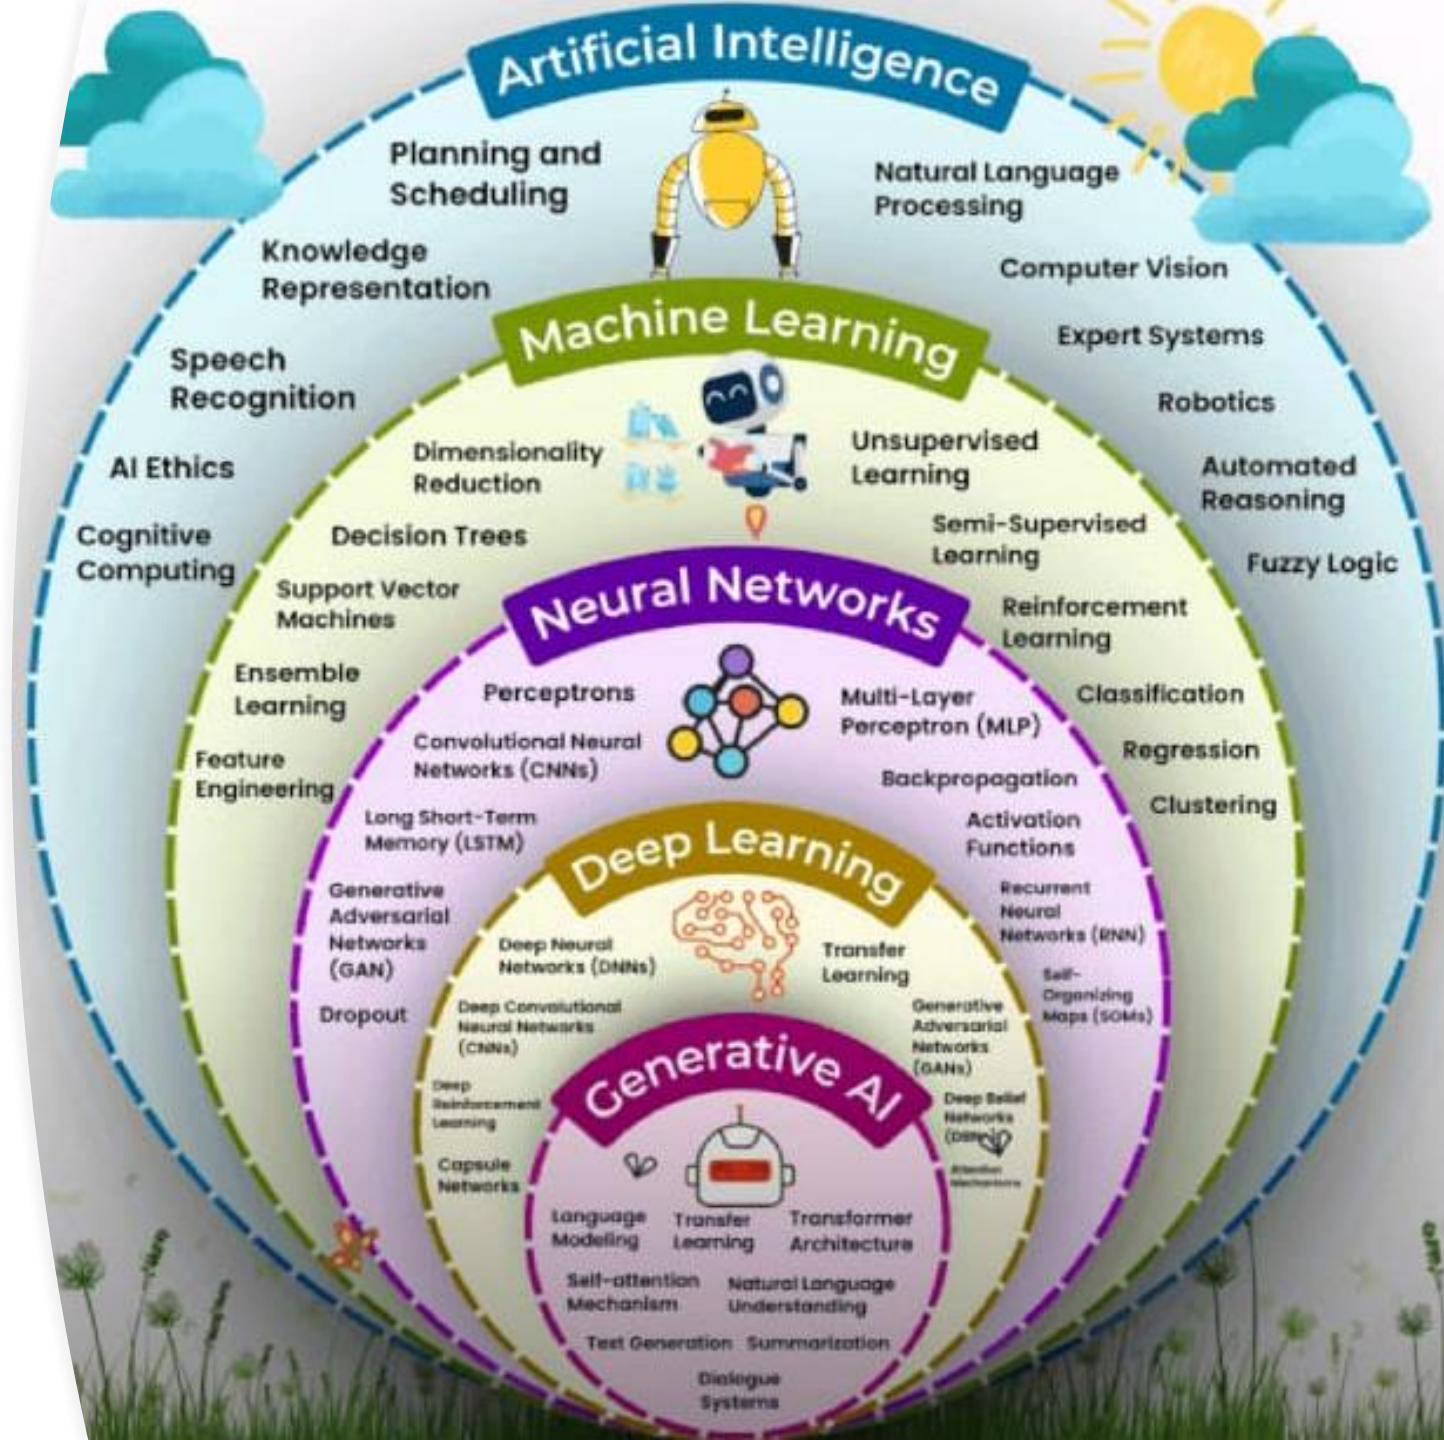 Artificial Intelligence
Planning and
Scheduling
Natural Language
Processing
Knowledge
Representation
Computer Vision
Speech
Recognition
Expert Systems
Robotics
AI Ethics
Automated
Reasoning
Cognitive
Computing
Fuzzy Logic
Machine Learning
Dimensionality
Reduction
Unsupervised
Learning
Decision Trees
Semi-Supervised
Learning
Support Vector
Machines
Reinforcement
Learning
Ensemble
Learning
Classification
Feature
Engineering
Regression
Clustering
Neural Networks
Perceptrons
Multi-Layer
Perceptron (MLP)
Convolutional Neural
Networks (CNNs)
Backpropagation
Long Short-Term
Memory (LSTM)
Activation
Functions
Generative
Adversarial
Networks
(GAN)
Recurrent
Neural
Networks (RNN)
Dropout
Self-
Organizing
Maps (SOMs)
Deep Learning
Deep Neural
Networks (DNNs)
Transfer
Learning
Deep Convolutional
Neural Networks
(CNNs)
Generative
Adversarial
Networks
(GANs)
Deep
Reinforcement
Learning
Deep Belief
Networks
Capsule
Networks
Attention
Mechanisms
Generative AI
Language
Modeling
Transfer
Learning
Transformer
Architecture
Self-attention
Mechanism
Natural Language
Understanding
Text Generation
Summarization
Dialogue
Systems